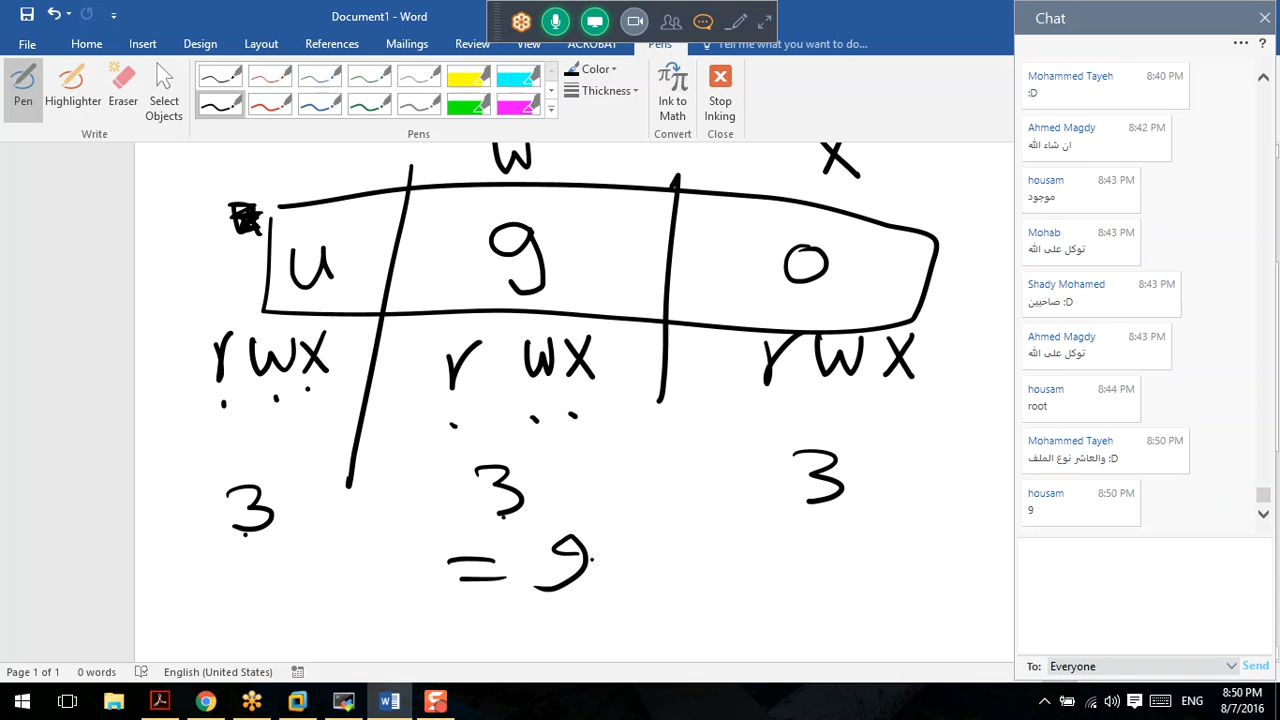 Document1 - Word
File
Home
Insert
Design
Layout
References
Mailings
Review
View
ACROBAT
Pens
Tell me what you want to do...
Pen
Highlighter
Eraser
Select
Objects
Write
Pens
Color
Thickness
Ink to
Math
Convert
Stop
Inking
Close
w x
u g o
r w x r w x r w x
3 3 3
= 9
Chat
Mohammed Tayeh 8:40 PM
:D
Ahmed Magdy 8:42 PM
ان شاء الله
housam 8:43 PM
موجود
Mohab 8:43 PM
توكل على الله
Shady Mohamed 8:43 PM
صاحيين :D
Ahmed Magdy 8:43 PM
توكل على الله
housam 8:44 PM
root
Mohammed Tayeh 8:50 PM
والعاشر نوع الملف :D
housam 8:50 PM
9
To: Everyone Send
Page 1 of 1 0 words English (United States)
ENG
8:50 PM
8/7/2016